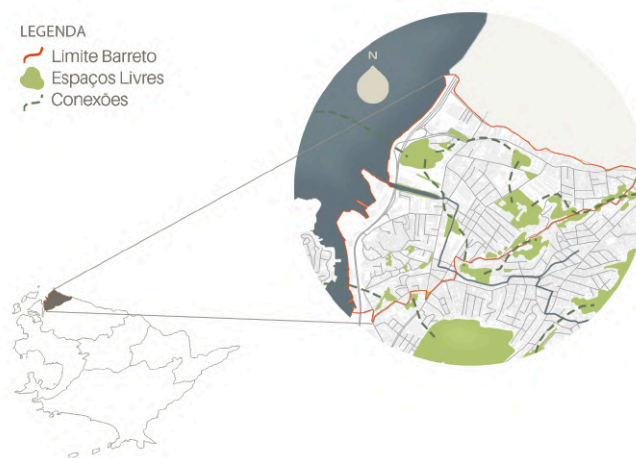 LEGENDA
Limite Barreto
Espaços Livres
Conexões
N